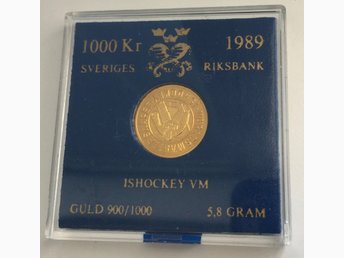 1000 Kr 1989
SVERIGES RIKSBANK
ISHOCKEY VM
GULD 900/1000 5,8 GRAM